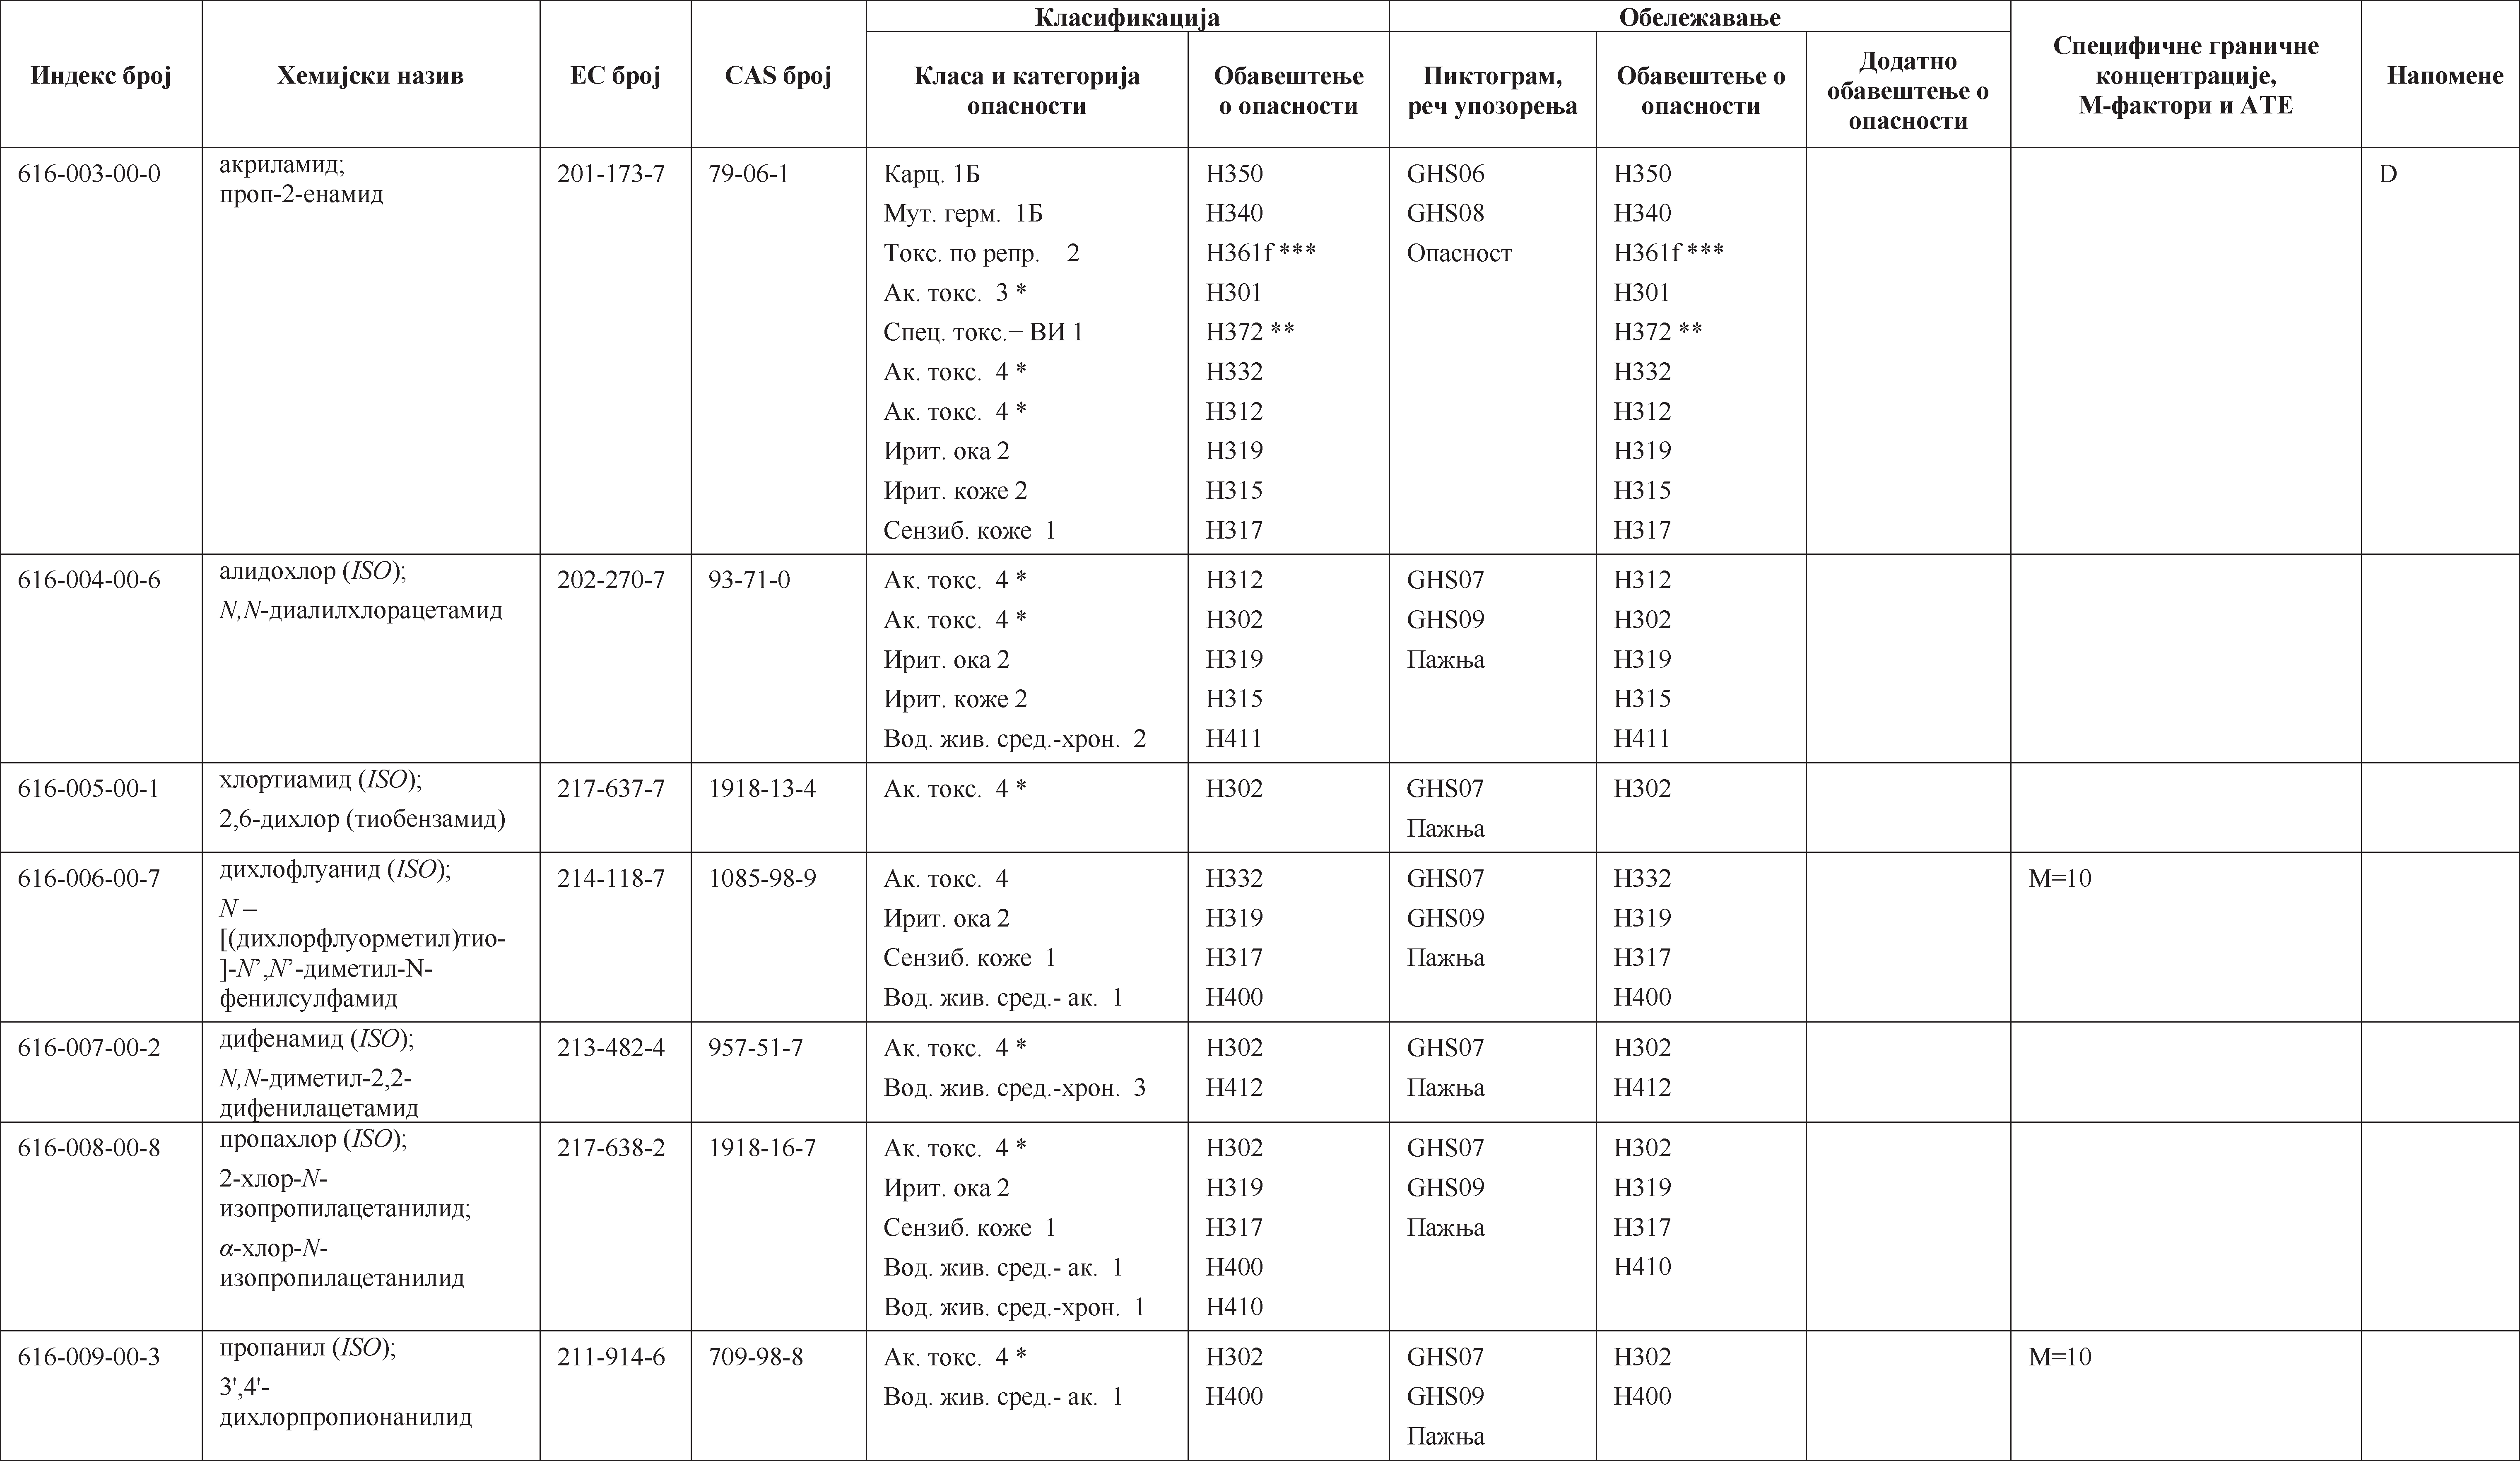 Индекс број
Хемијски назив
ЕС број
CAS број
Класификација
Обележавање
Специфичне граничне
концентрације,
М-фактори и АТЕ
Напомене
Класа и категорија
опасности
Обавештење
о опасности
Пиктограм,
реч упозорења
Обавештење о
опасности
Додатно
обавештење о
опасности
616-003-00-0
акриламид;
проп-2-енамид
201-173-7
79-06-1
Карц. 1Б
Мут. герм. 1Б
Токс. по репр. 2
Ак. токс. 3 *
Спец. токс.− ВИ 1
Ак. токс. 4 *
Ак. токс. 4 *
Ирит. ока 2
Ирит. коже 2
Сензиб. коже 1
H350
H340
H361f ***
H301
H372 **
H332
H312
H319
H315
H317
GHS06
GHS08
Опасност
H350
H340
H361f ***
H301
H372 **
H332
H312
H319
H315
H317
D
616-004-00-6
алидохлор (ISO);
N,N-диалилхлорацетамид
202-270-7
93-71-0
Ак. токс. 4 *
Ак. токс. 4 *
Ирит. ока 2
Ирит. коже 2
Вод. жив. сред.-хрон. 2
H312
H302
H319
H315
H411
GHS07
GHS09
Пажња
H312
H302
H319
H315
H411
616-005-00-1
хлортиамид (ISO);
2,6-дихлор (тиобензамид)
217-637-7
1918-13-4
Ак. токс. 4 *
H302
GHS07
Пажња
H302
616-006-00-7
дихлофлуанид (ISO);
N –
[(дихлорфлуорметил)тио-
]-N’,N’-диметил-N-
фенилсулфамид
214-118-7
1085-98-9
Ак. токс. 4
Ирит. ока 2
Сензиб. коже 1
Вод. жив. сред.- ак. 1
H332
H319
H317
H400
GHS07
GHS09
Пажња
H332
H319
H317
H400
M=10
616-007-00-2
дифенамид (ISO);
N,N-диметил-2,2-
дифенилацетамид
213-482-4
957-51-7
Ак. токс. 4 *
Вод. жив. сред.-хрон. 3
H302
H412
GHS07
Пажња
H302
H412
616-008-00-8
пропахлор (ISO);
2-хлор-N-
изопропилацетанилид;
α-хлор-N-
изопропилацетанилид
217-638-2
1918-16-7
Ак. токс. 4 *
Ирит. ока 2
Сензиб. коже 1
Вод. жив. сред.- ак. 1
Вод. жив. сред.-хрон. 1
H302
H319
H317
H400
H410
GHS07
GHS09
Пажња
H302
H319
H317
H410
616-009-00-3
пропанил (ISO);
3',4'-
дихлорпропионанилид
211-914-6
709-98-8
Ак. токс. 4 *
Вод. жив. сред.- ак. 1
H302
H400
GHS07
GHS09
Пажња
H302
H400
M=10